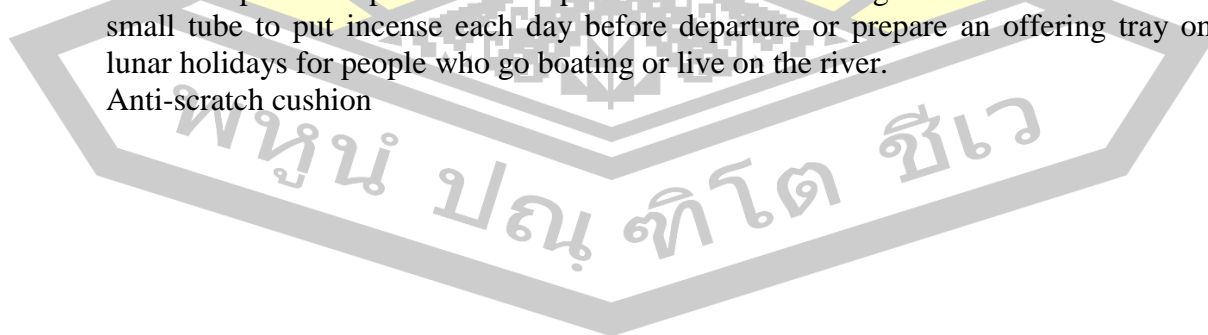 small tube to put incense each day before departure or prepare an offering tray on
lunar holidays for people who go boating or live on the river.
Anti-scratch cushion
พหูนํ ปณฺฑิโต ชีเว